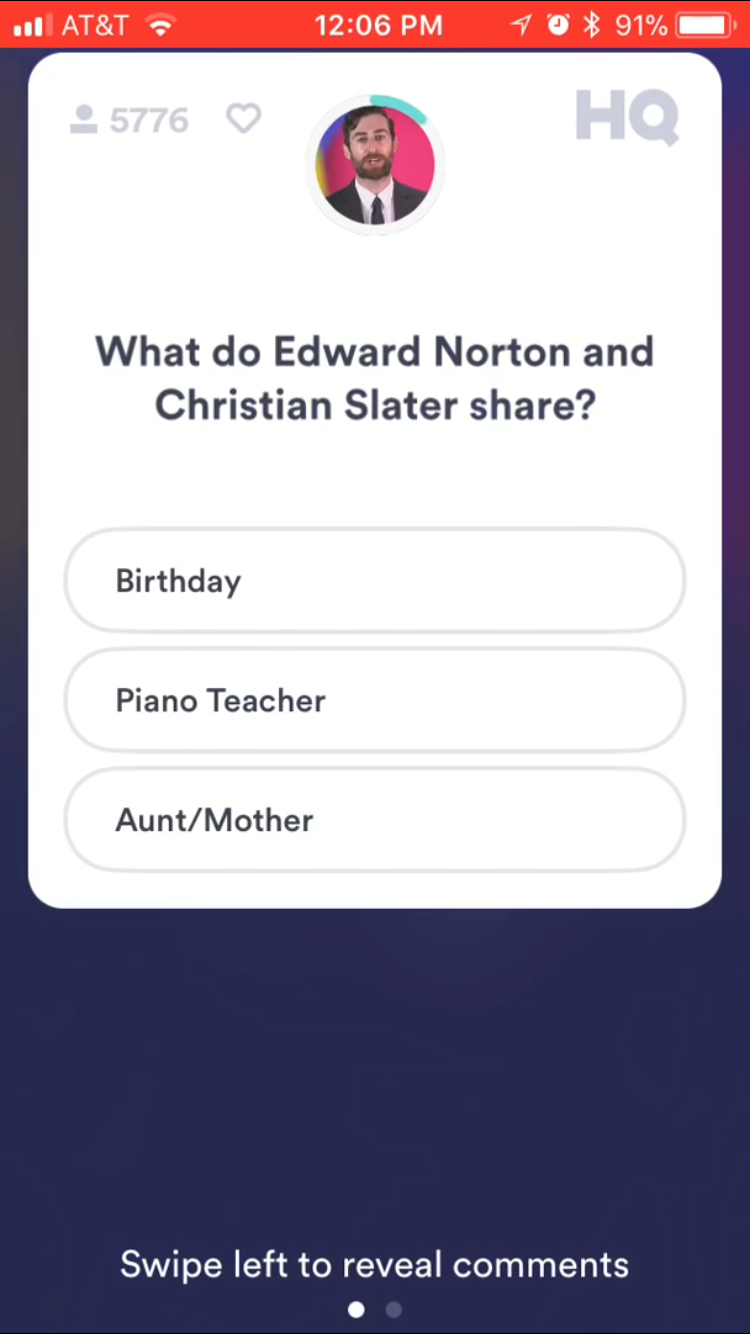 AT&T 12:06 PM 91%
5776 HQ
What do Edward Norton and
Christian Slater share?
Birthday
Piano Teacher
Aunt/Mother
Swipe left to reveal comments